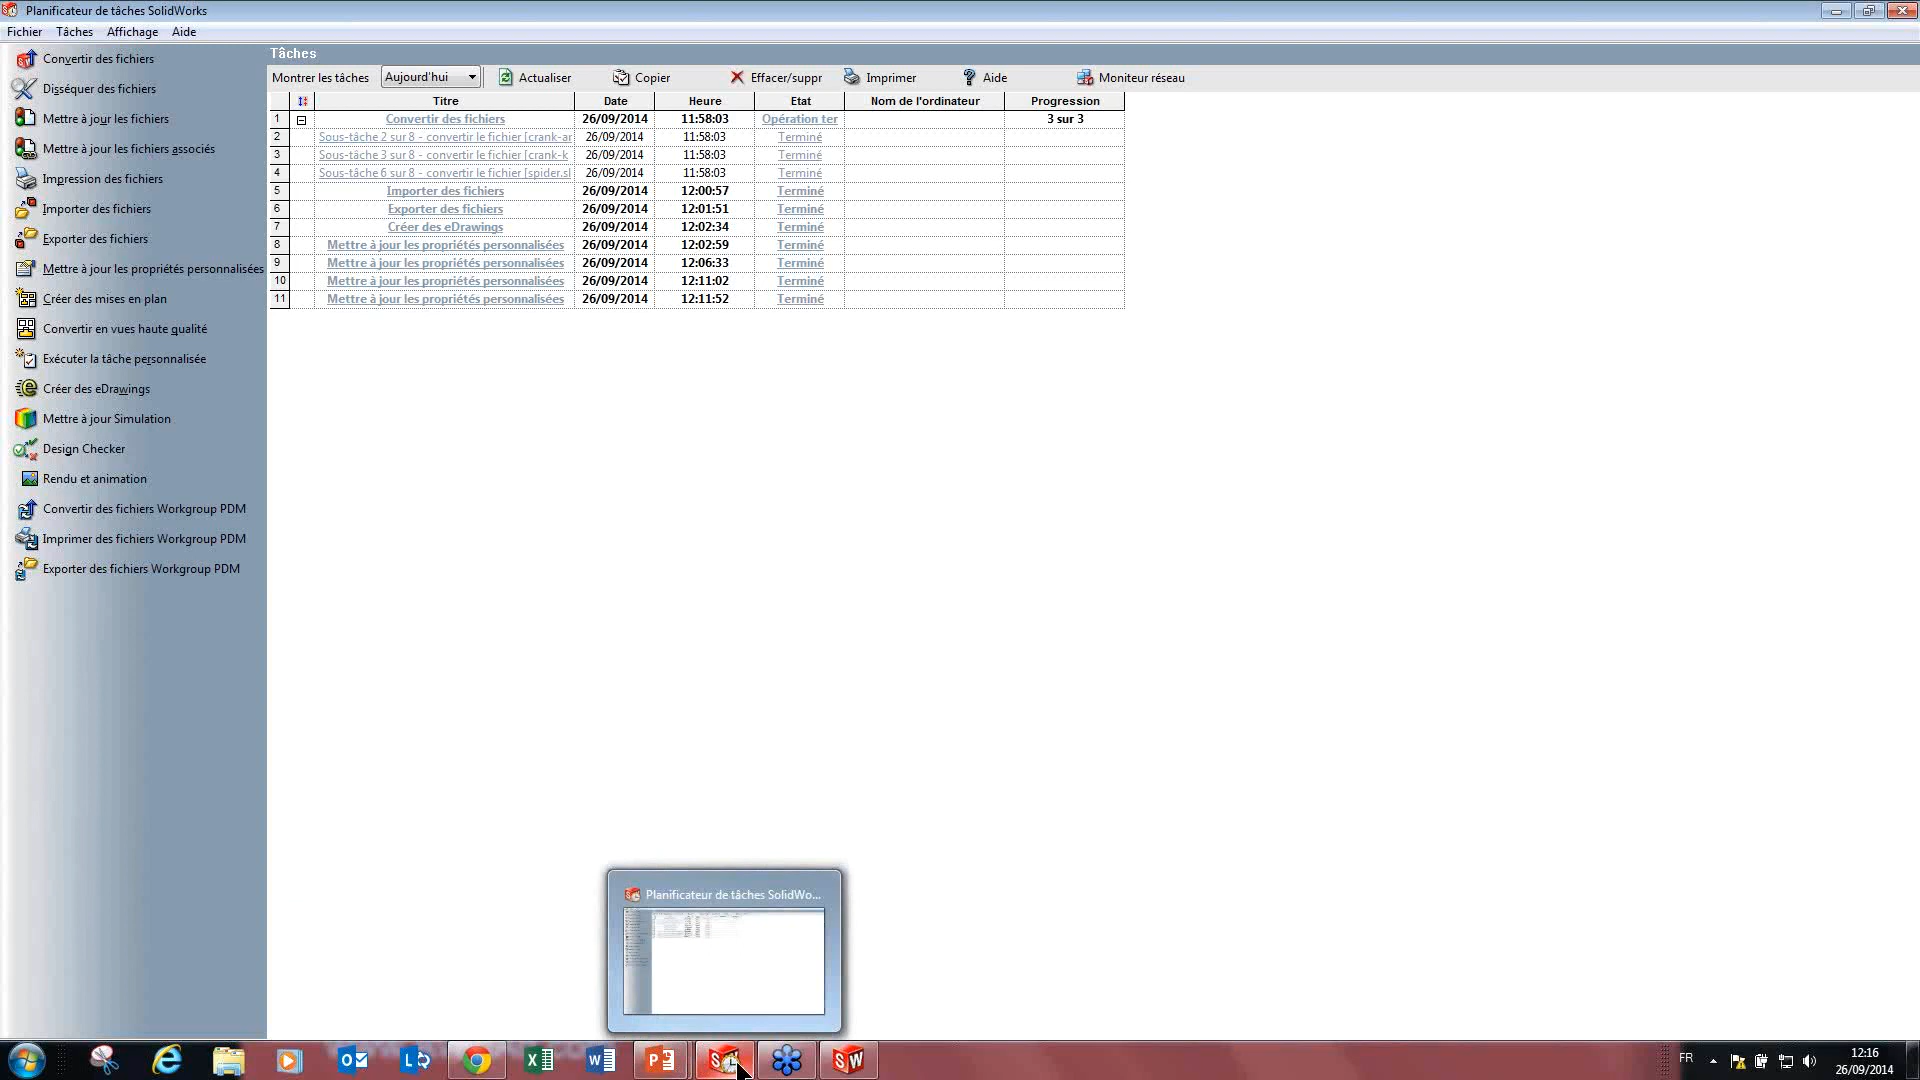 Planificateur de tâches SolidWorks
Fichier Tâches Affichage Aide
Convertir des fichiers
Disséquer des fichiers
Mettre à jour les fichiers
Mettre à jour les fichiers associés
Impression des fichiers
Importer des fichiers
Exporter des fichiers
Mettre à jour les propriétés personnalisées
Créer des mises en plan
Convertir en vues haute qualité
Exécuter la tâche personnalisée
Créer des eDrawings
Mettre à jour Simulation
Design Checker
Rendu et animation
Convertir des fichiers Workgroup PDM
Imprimer des fichiers Workgroup PDM
Exporter des fichiers Workgroup PDM
Tâches
Montrer les tâches Aujourd'hui Actualiser Copier Effacer/suppr Imprimer Aide Moniteur réseau
Titre Date Heure Etat Nom de l'ordinateur Progression
1 Convertir des fichiers 26/09/2014 11:58:03 Opération ter 3 sur 3
2 Sous-tâche 2 sur 8 - convertir le fichier [crank-ar 26/09/2014 11:58:03 Terminé
3 Sous-tâche 3 sur 8 - convertir le fichier [crank-k 26/09/2014 11:58:03 Terminé
4 Sous-tâche 6 sur 8 - convertir le fichier [spider.sl 26/09/2014 11:58:03 Terminé
5 Importer des fichiers 26/09/2014 12:00:57 Terminé
6 Exporter des fichiers 26/09/2014 12:01:51 Terminé
7 Créer des eDrawings 26/09/2014 12:02:34 Terminé
8 Mettre à jour les propriétés personnalisées 26/09/2014 12:02:59 Terminé
9 Mettre à jour les propriétés personnalisées 26/09/2014 12:06:33 Terminé
10 Mettre à jour les propriétés personnalisées 26/09/2014 12:11:02 Terminé
11 Mettre à jour les propriétés personnalisées 26/09/2014 12:11:52 Terminé
Planificateur de tâches SolidWo...
FR
12:16
26/09/2014